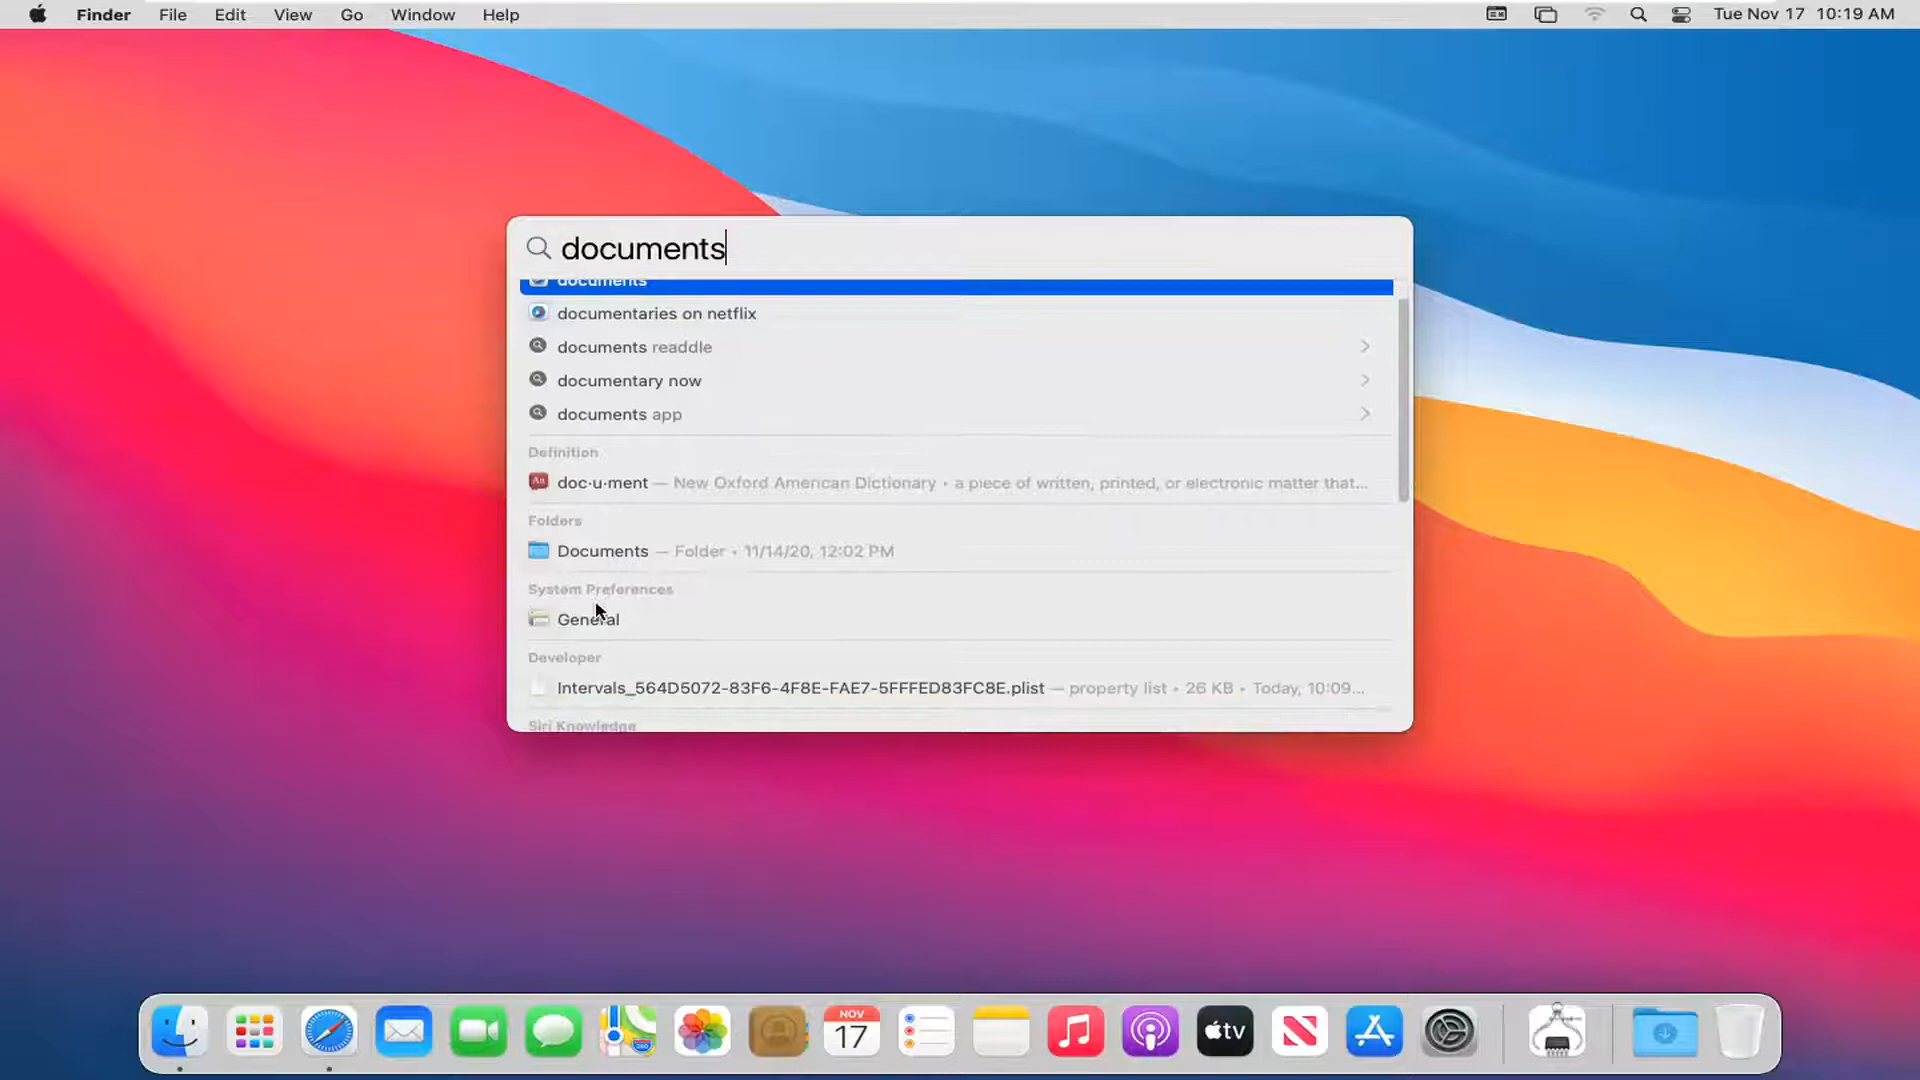 Finder File Edit View Go Window Help Tue Nov 17 10:19 AM
documents
documents
documentaries on netflix
documents readdle
documentary now
documents app
Definition
doc·u·ment — New Oxford American Dictionary • a piece of written, printed, or electronic matter that...
Folders
Documents — Folder • 11/14/20, 12:02 PM
System Preferences
General
Developer
Intervals_564D5072-83F6-4F8E-FAE7-5FFFED83FC8E.plist — property list • 26 KB • Today, 10:09...
Siri Knowledge
NOV
17
tv